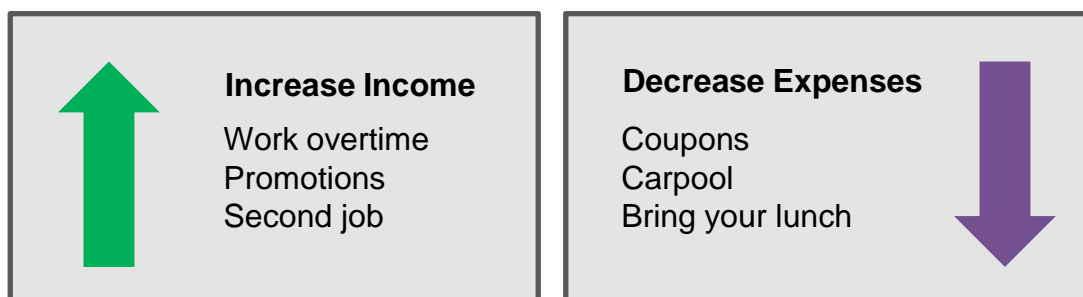 Increase Income
Work overtime
Promotions
Second job
Decrease Expenses
Coupons
Carpool
Bring your lunch